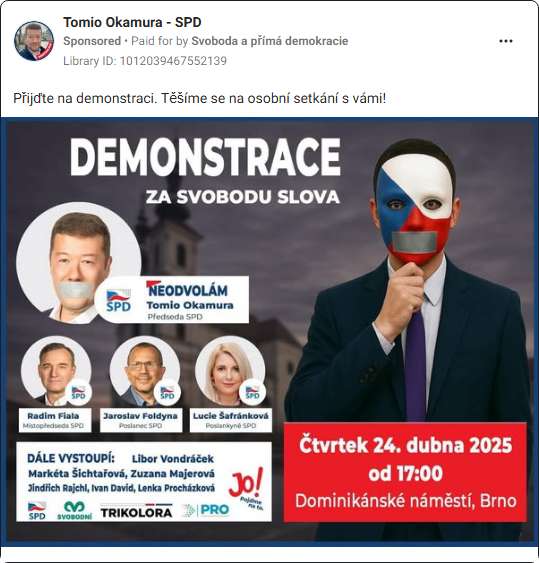 Tomio Okamura - SPD
Sponsored • Paid for by Svoboda a přímá demokracie
Library ID: 1012039467552139
Přijďte na demonstraci. Těšíme se na osobní setkání s vámi!
DEMONSTRACE
ZA SVOBODU SLOVA
SPD
NEODVOLÁM
Tomio Okamura
Předseda SPD
SPD
SPD
SPD
Radim Fiala
Místopředseda SPD
Jaroslav Foldyna
Poslanec SPD
Lucie Šafránková
Poslankyně SPD
DÁLE VYSTOUPÍ: Libor Vondráček
Markéta Šichtařová, Zuzana Majerová
Jindřich Rajchl, Ivan David, Lenka Procházková
JO!
Pojďme na to.
SPD
SVOBODNÍ
TRIKOLORA
PRO
Čtvrtek 24. dubna 2025
od 17:00
Dominikánské náměstí, Brno